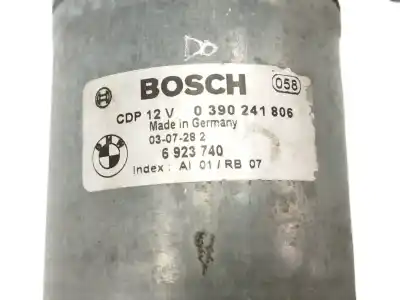 DO
BOSCH
058
CDP 12 V 0 390 241 806
Made in Germany
03-07-28 2
6 923 740
Index : AI 01 / RB 07